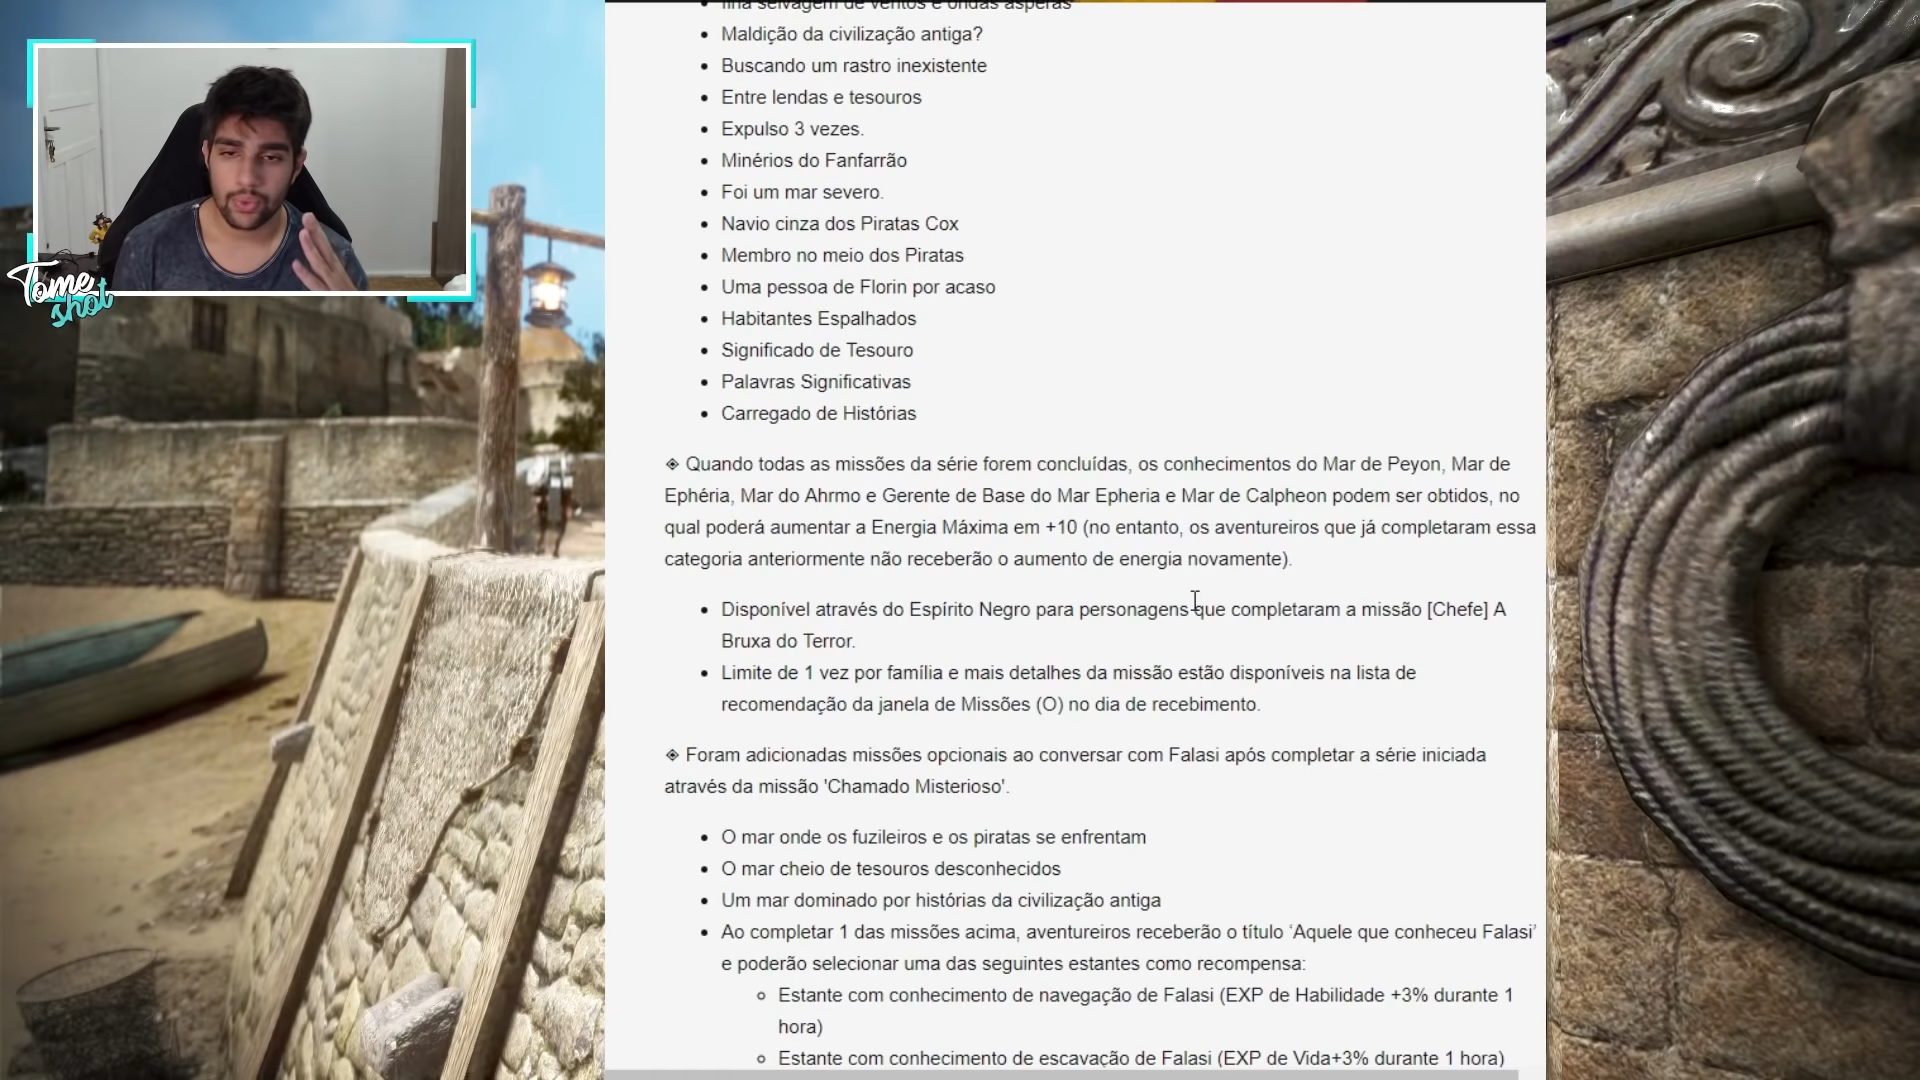 Ilha selvagem de ventos e ondas ásperas
Maldição da civilização antiga?
Buscando um rastro inexistente
Entre lendas e tesouros
Expulso 3 vezes.
Minérios do Fanfarrão
Foi um mar severo.
Navio cinza dos Piratas Cox
Membro no meio dos Piratas
Uma pessoa de Florin por acaso
Habitantes Espalhados
Significado de Tesouro
Palavras Significativas
Carregado de Histórias
◈ Quando todas as missões da série forem concluídas, os conhecimentos do Mar de Peyon, Mar de
Ephéria, Mar do Ahrmo e Gerente de Base do Mar Epheria e Mar de Calpheon podem ser obtidos, no
qual poderá aumentar a Energia Máxima em +10 (no entanto, os aventureiros que já completaram essa
categoria anteriormente não receberão o aumento de energia novamente).
Disponível através do Espírito Negro para personagens que completaram a missão [Chefe] A
Bruxa do Terror.
Limite de 1 vez por família e mais detalhes da missão estão disponíveis na lista de
recomendação da janela de Missões (O) no dia de recebimento.
◈ Foram adicionadas missões opcionais ao conversar com Falasi após completar a série iniciada
através da missão 'Chamado Misterioso'.
O mar onde os fuzileiros e os piratas se enfrentam
O mar cheio de tesouros desconhecidos
Um mar dominado por histórias da civilização antiga
Ao completar 1 das missões acima, aventureiros receberão o título ‘Aquele que conheceu Falasi’
e poderão selecionar uma das seguintes estantes como recompensa:
Estante com conhecimento de navegação de Falasi (EXP de Habilidade +3% durante 1
hora)
Estante com conhecimento de escavação de Falasi (EXP de Vida+3% durante 1 hora)
Tome
shot